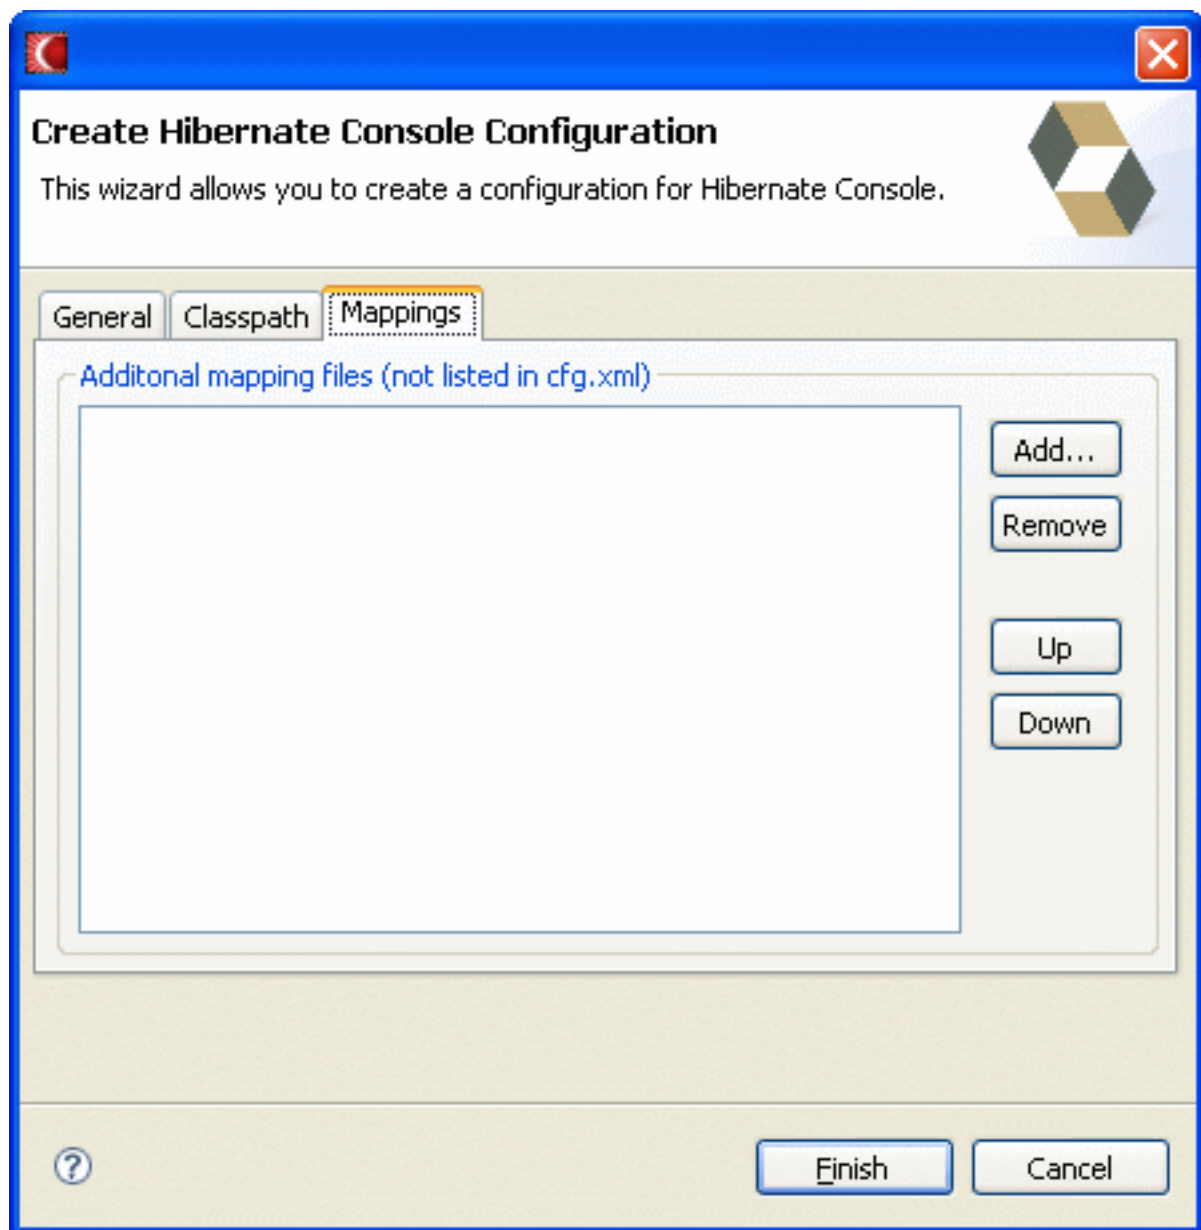 Create Hibernate Console Configuration
This wizard allows you to create a configuration for Hibernate Console.
General Classpath Mappings
Additonal mapping files (not listed in cfg.xml)
Add...
Remove
Up
Down
?
Finish Cancel